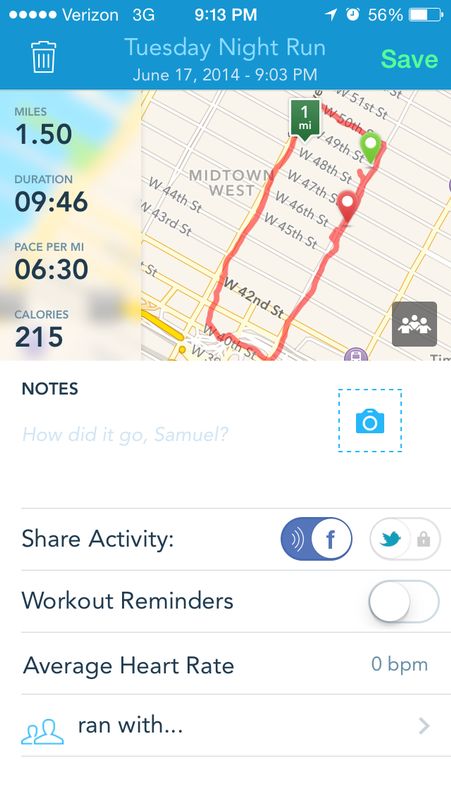 Verizon 3G 9:13 PM 56%
Tuesday Night Run
June 17, 2014 - 9:03 PM
Save
MILES
1.50
DURATION
09:46
PACE PER MI
06:30
CALORIES
215
1
mi
W 51st St
W 50th St
W 49th St
W 48th St
MIDTOWN
WEST
W 47th St
W 46th St
W 45th St
W 44th St
W 43rd St
W 42nd St
W 40th St
W 39
NOTES
How did it go, Samuel?
Share Activity:
f
Workout Reminders
Average Heart Rate
0 bpm
ran with...